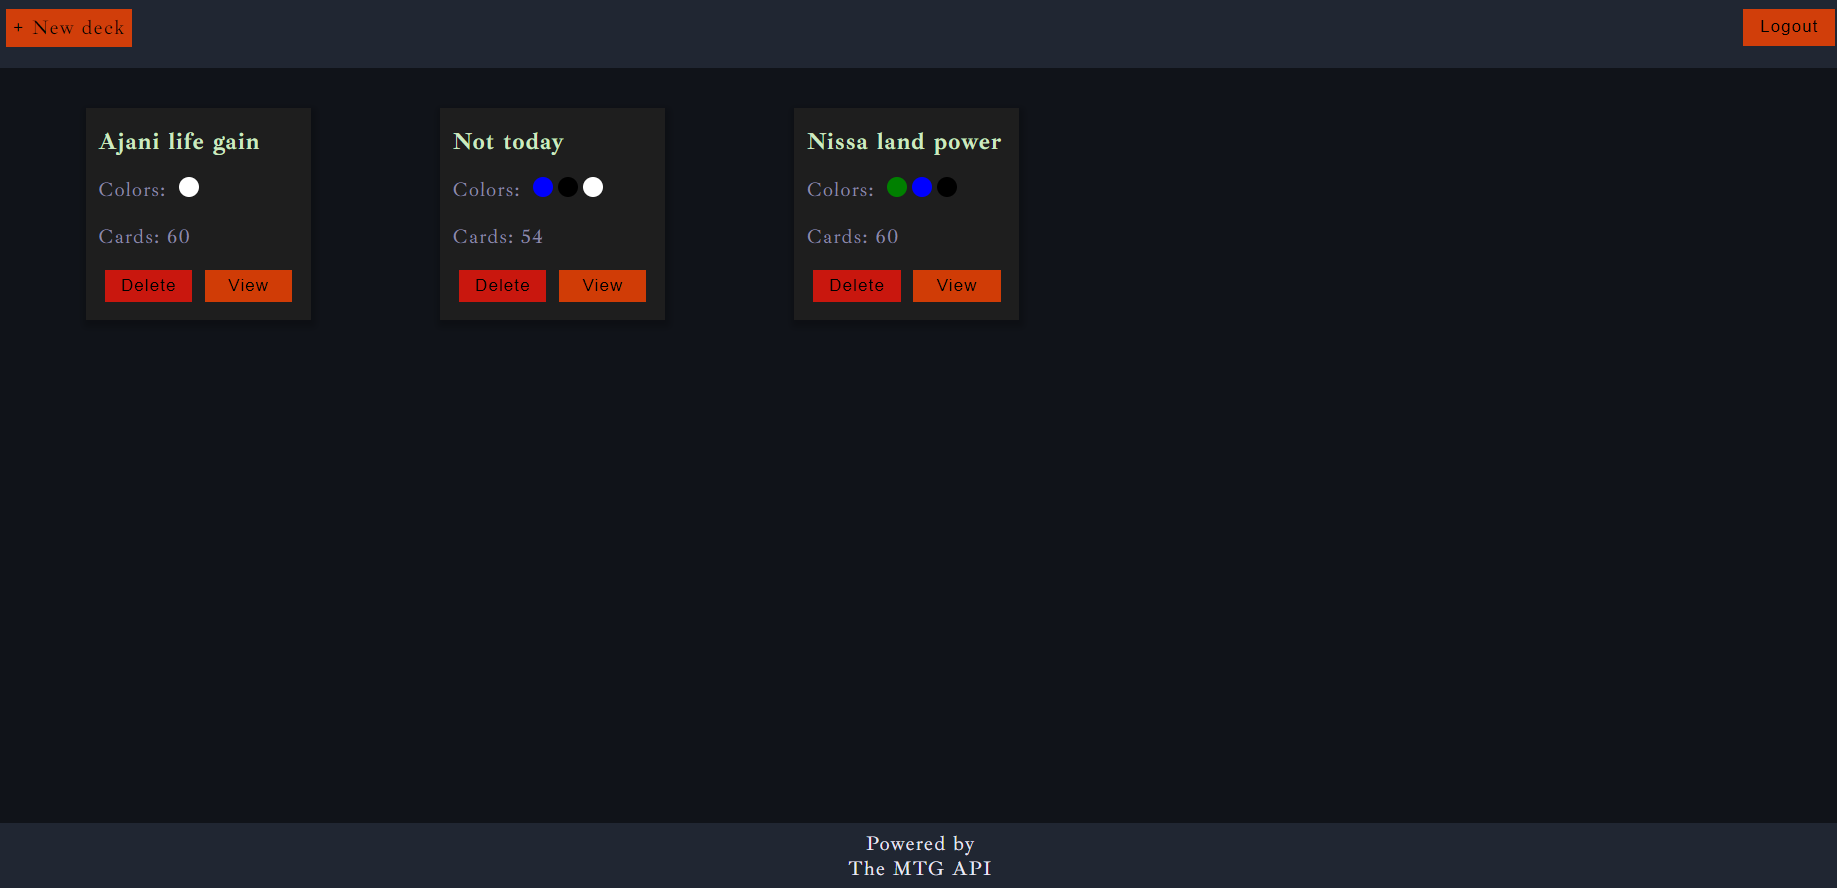 + New deck
Logout
Ajani life gain
Colors:
Cards: 60
Delete
View
Not today
Colors:
Cards: 54
Delete
View
Nissa land power
Colors:
Cards: 60
Delete
View
Powered by
The MTG API